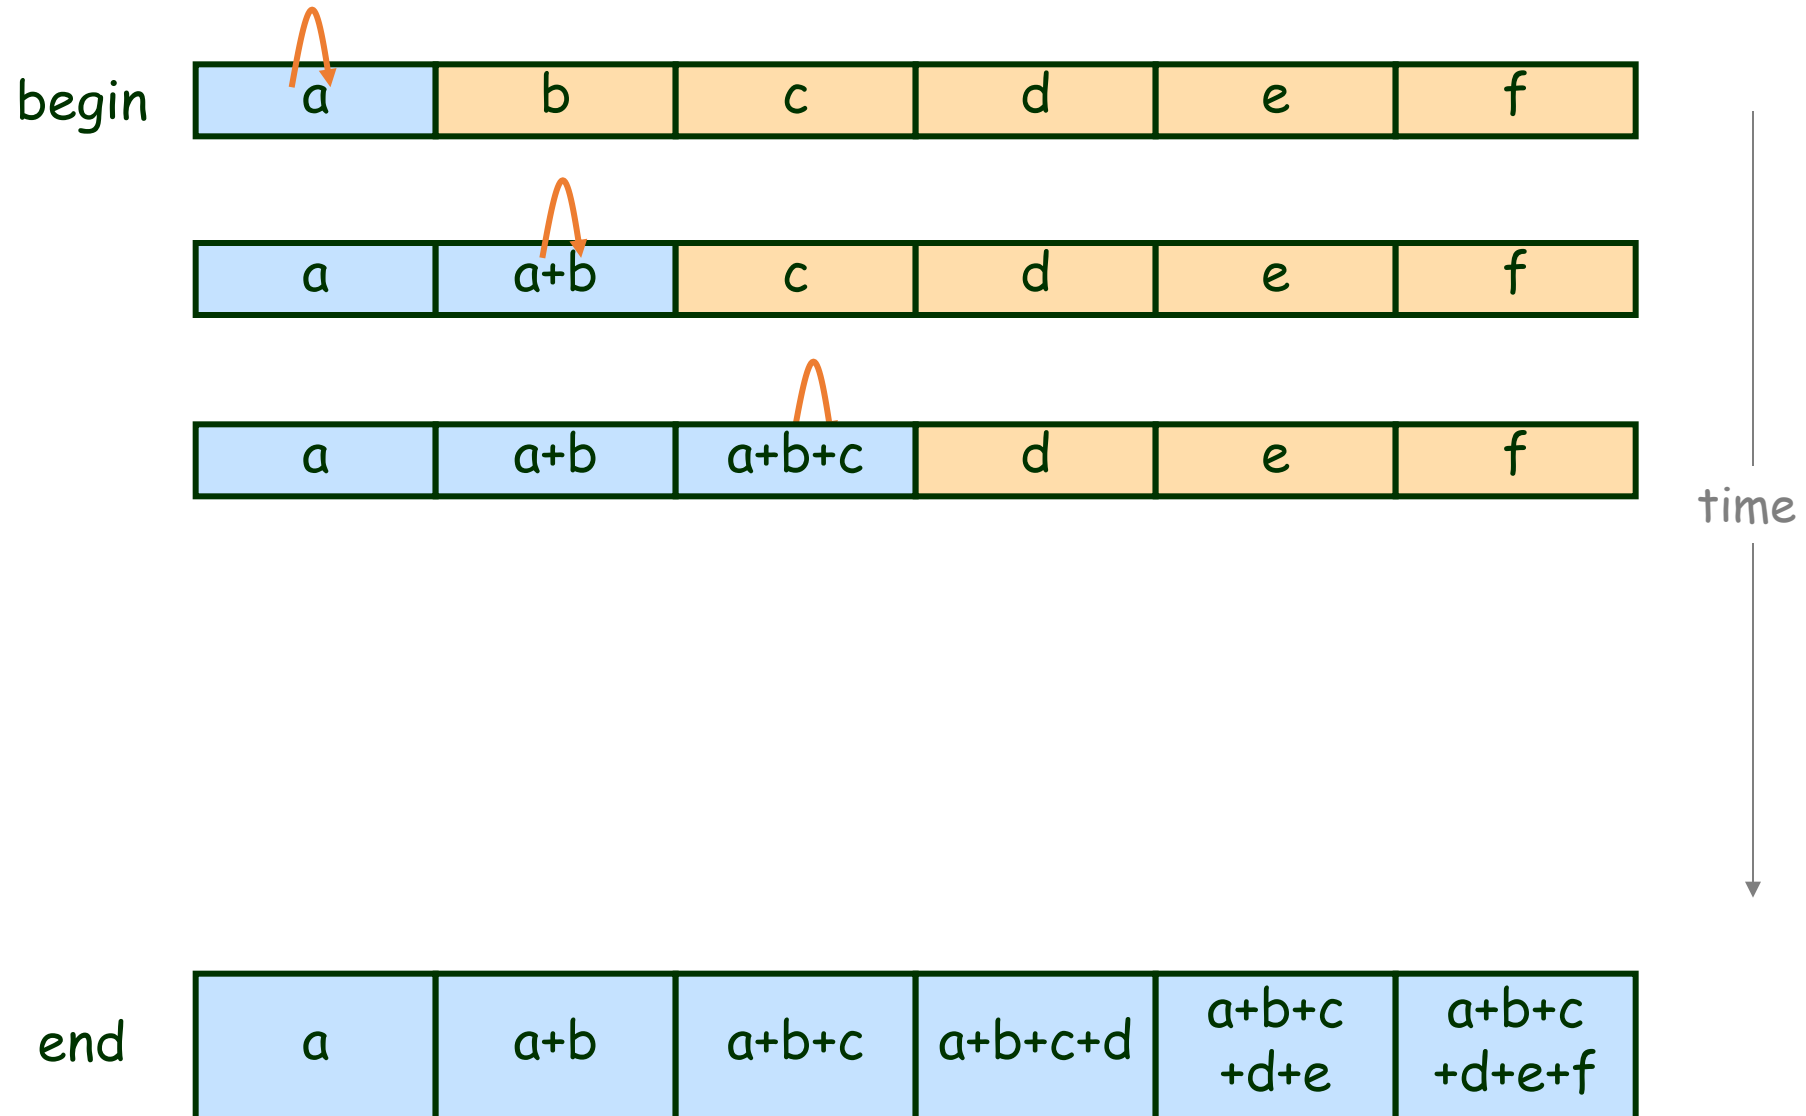 begin a b c d e f
a a+b c d e f
a a+b a+b+c d e f
time
end a a+b a+b+c a+b+c+d a+b+c +d+e a+b+c +d+e+f